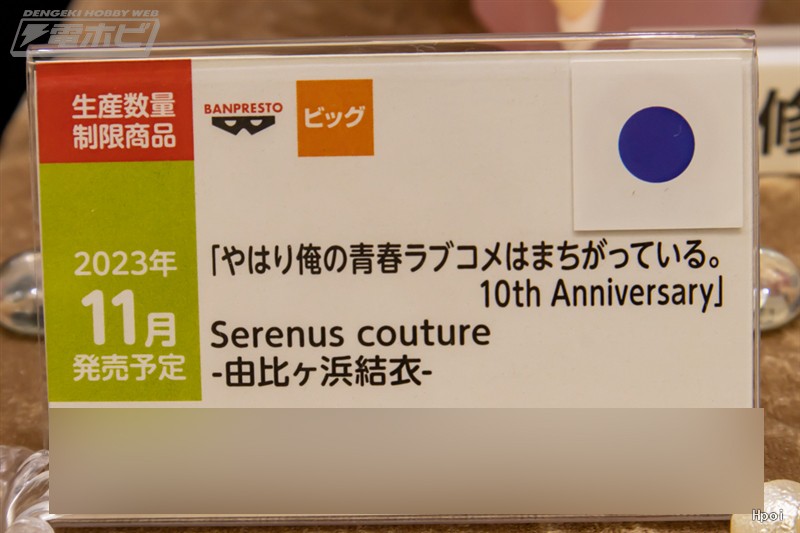 DENGEKI HOBBY WEB
電ホビ
生産数量
制限商品
BANPRESTO
ビッグ
修
2023年
11月
発売予定
「やはり俺の青春ラブコメはまちがっている。
10th Anniversary」
Serenus couture
-由比ヶ浜結衣-
Hpoi